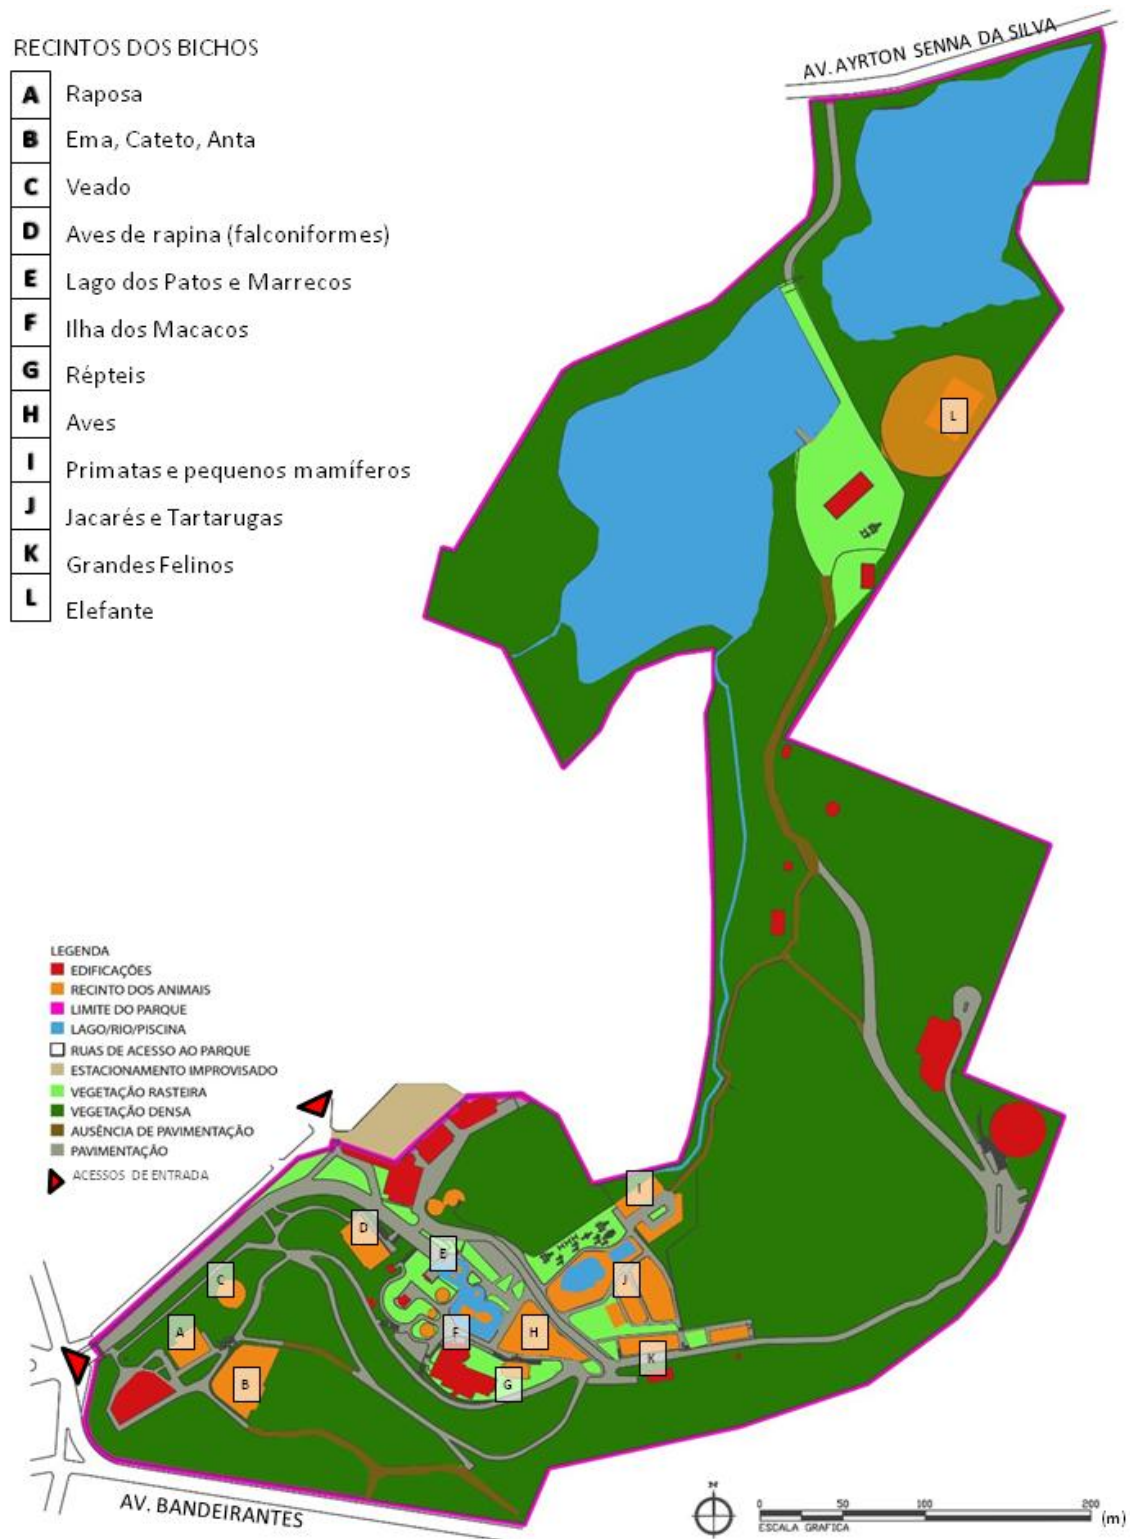 AV. AYRTON SENNA DA SILVA
RECINTOS DOS BICHOS
A Raposa
B Ema, Cateto, Anta
C Veado
D Aves de rapina (falconiformes)
E Lago dos Patos e Marrecos
F Ilha dos Macacos
G Répteis
H Aves
I Primatas e pequenos mamíferos
J Jacarés e Tartarugas
K Grandes Felinos
L Elefante
L
LEGENDA
EDIFICAÇÕES
RECINTO DOS ANIMAIS
LIMITE DO PARQUE
LAGO/RIO/PISCINA
RUAS DE ACESSO AO PARQUE
ESTACIONAMENTO IMPROVISADO
VEGETAÇÃO RASTEIRA
VEGETAÇÃO DENSA
AUSÊNCIA DE PAVIMENTAÇÃO
PAVIMENTAÇÃO
ACESSOS DE ENTRADA
I
D
E
C
J
A
F
H
K
B
G
AV. BANDEIRANTES
N
0 50 100 200 (m)
ESCALA GRAFICA